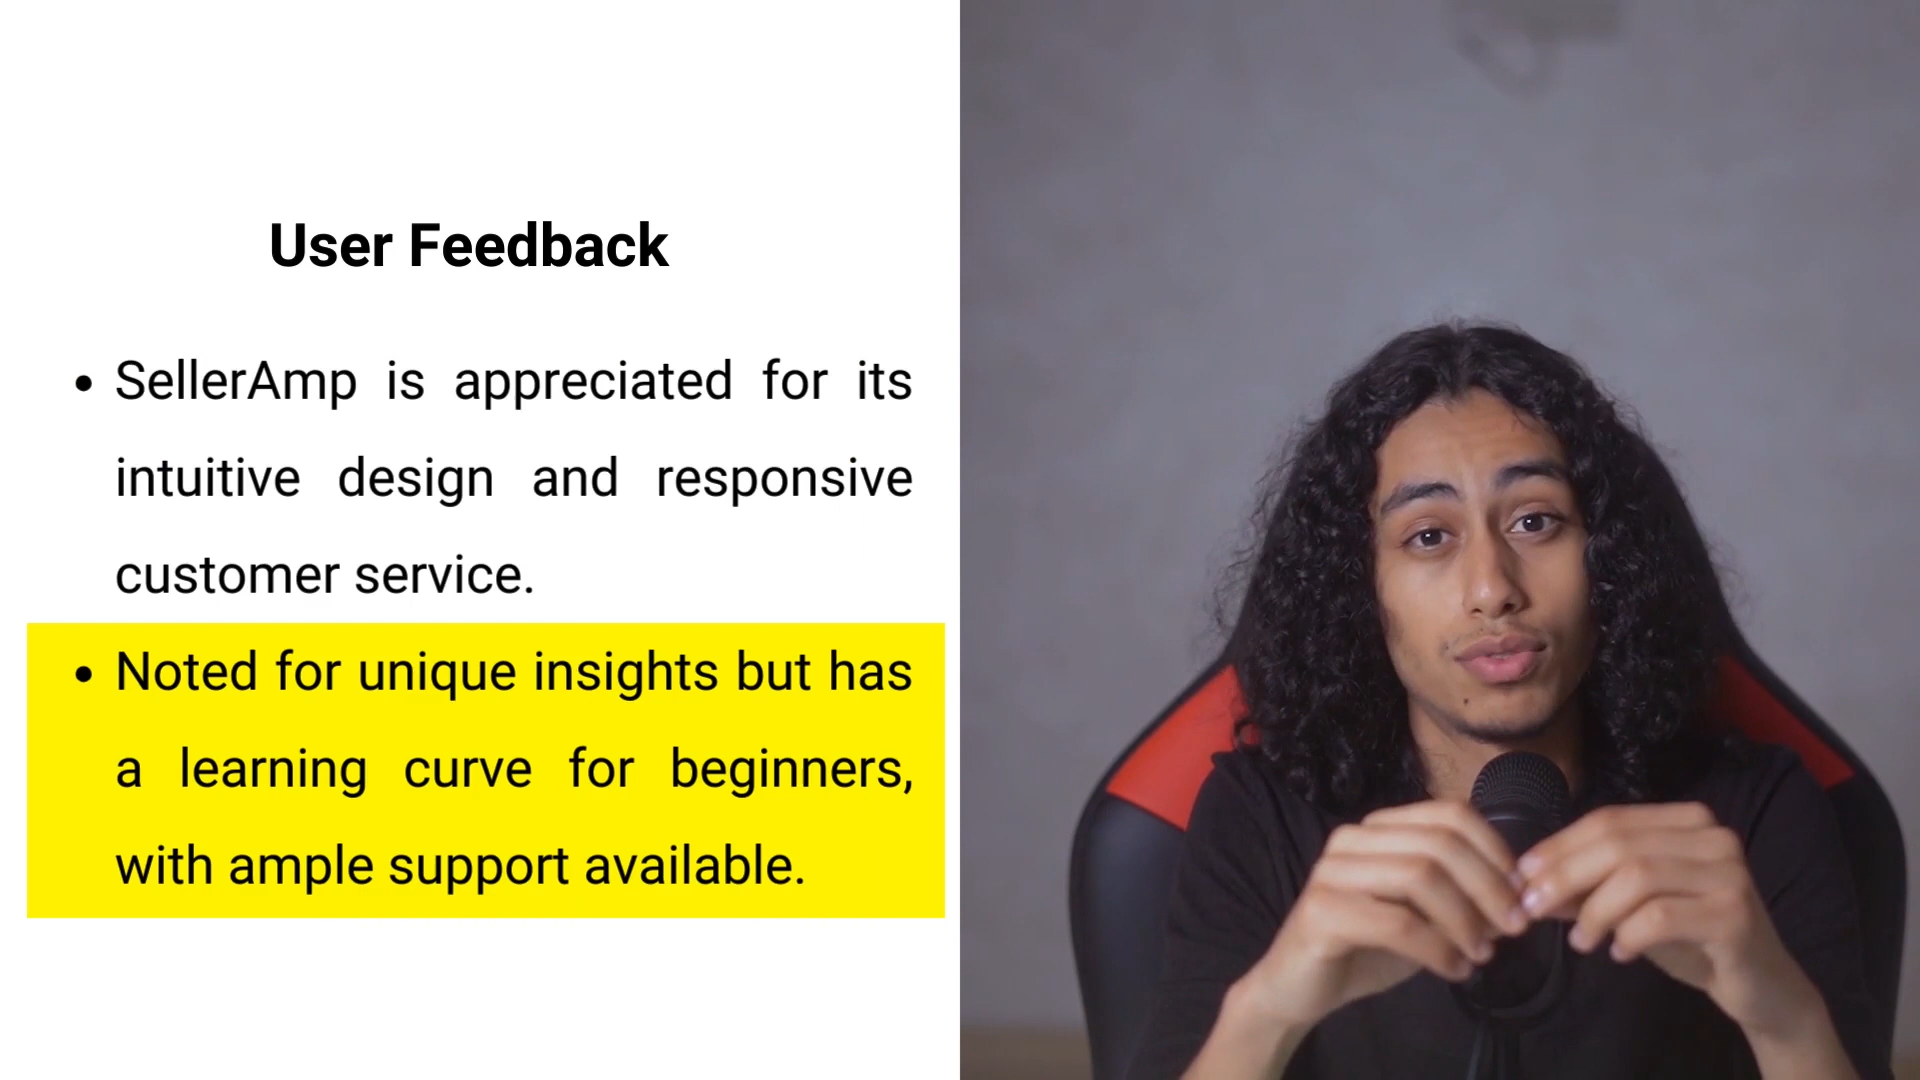 User Feedback
• SellerAmp is appreciated for its
intuitive design and responsive
customer service.
• Noted for unique insights but has
a learning curve for beginners,
with ample support available.